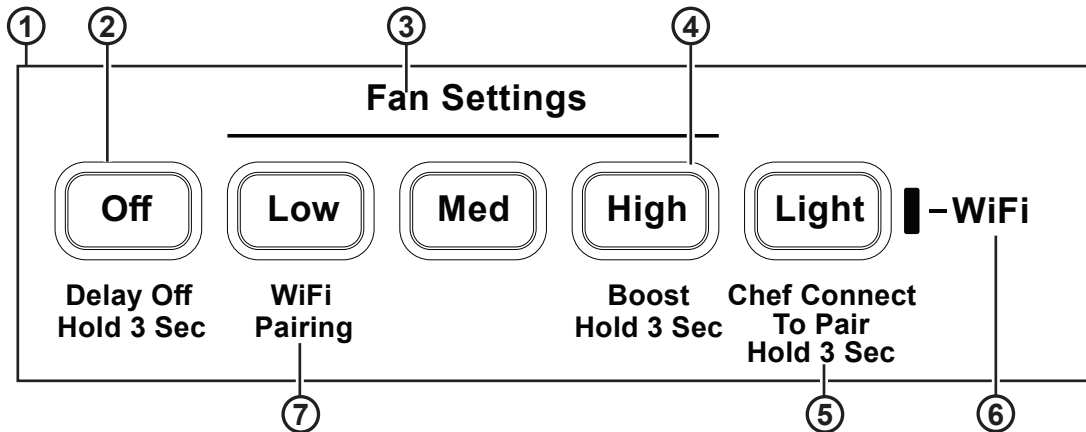 1 2 3 4
Fan Settings
Off Low Med High Light -WiFi
Delay Off
Hold 3 Sec
WiFi
Pairing
Boost
Hold 3 Sec
Chef Connect
To Pair
Hold 3 Sec
7 5 6